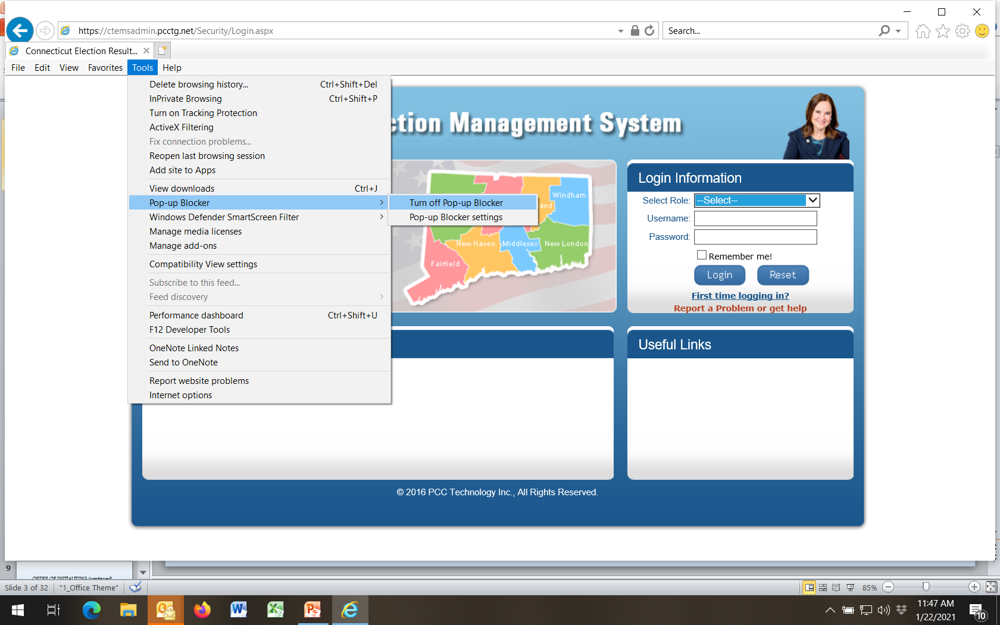 https://ctemsadmin.pcctg.net/Security/Login.aspx
Search...
Connecticut Election Result...
File Edit View Favorites Tools Help
Delete browsing history... Ctrl+Shift+Del
InPrivate Browsing Ctrl+Shift+P
Turn on Tracking Protection
ActiveX Filtering
Fix connection problems...
Reopen last browsing session
Add site to Apps
View downloads Ctrl+J
Pop-up Blocker
Windows Defender SmartScreen Filter
Manage media licenses
Manage add-ons
Compatibility View settings
Subscribe to this feed...
Feed discovery
Performance dashboard Ctrl+Shift+U
F12 Developer Tools
OneNote Linked Notes
Send to OneNote
Report website problems
Internet options
Turn off Pop-up Blocker
Pop-up Blocker settings
ction Management System
Windham
and
New Haven
Middlesex
New London
Fairfield
Login Information
Select Role: --Select--
Username:
Password:
Remember me!
Login Reset
First time logging in?
Report a Problem or get help
Useful Links
© 2016 PCC Technology Inc., All Rights Reserved.
9
ORDER OF INITIALIZING (continued)
Slide 3 of 32 "1_Office Theme" 85%
11:47 AM
1/22/2021
10